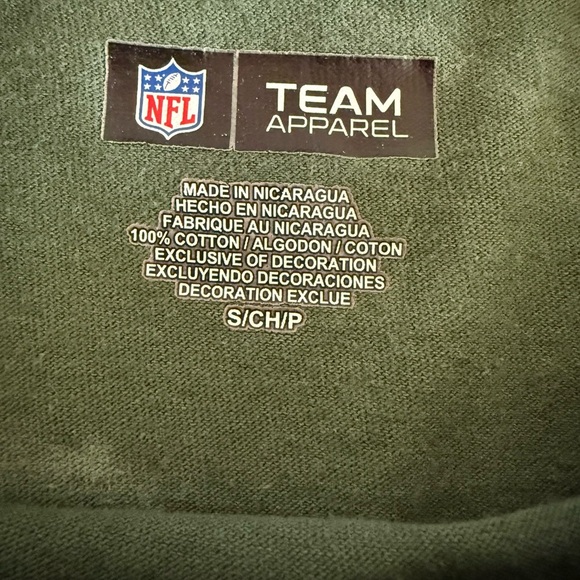 NFL
TEAM
APPAREL
MADE IN NICARAGUA
HECHO EN NICARAGUA
FABRIQUE AU NICARAGUA
100% COTTON / ALGODON / COTON
EXCLUSIVE OF DECORATION
EXCLUYENDO DECORACIONES
DECORATION EXCLUE
S/CH/P